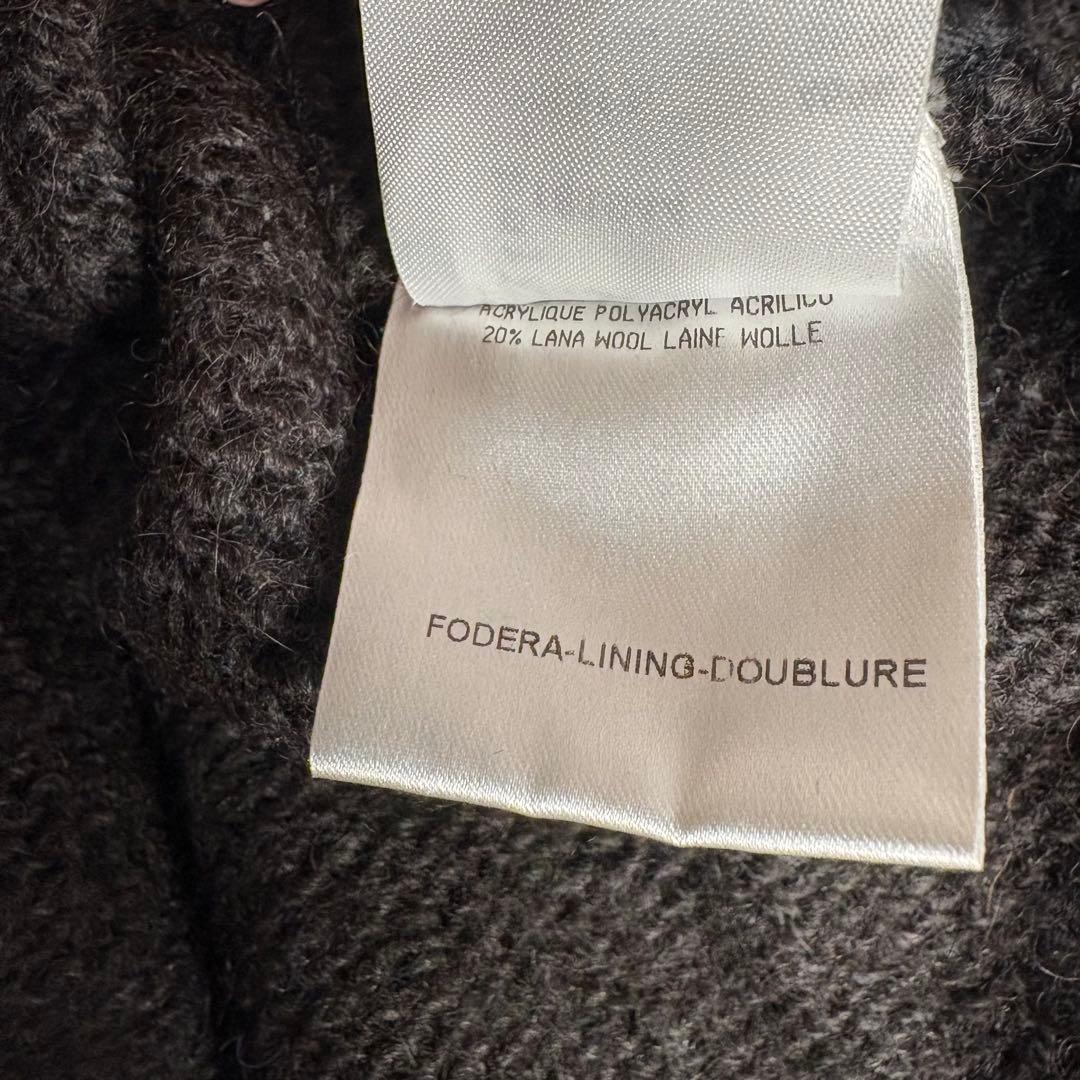 ACRYLIQUE POLYACRYL ACRILICO
20% LANA WOOL LAINE WOLLE
FODERA-LINING-DOUBLURE